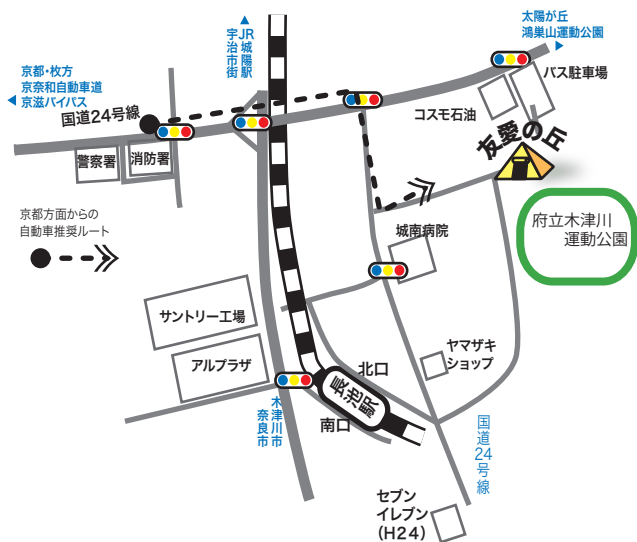 太陽が丘
鴻巣山運動公園
JR城陽駅
宇治市街
京都・枚方
京奈和自動車道
京滋バイパス
国道24号線
バス駐車場
コスモ石油
友愛の丘
警察署
消防署
京都方面からの
自動車推奨ルート
府立木津川
運動公園
城南病院
サントリー工場
アルプラザ
ヤマザキ
ショップ
北口
長池駅
南口
木津川市
奈良市
国道24号線
セブン
イレブン
（H24）